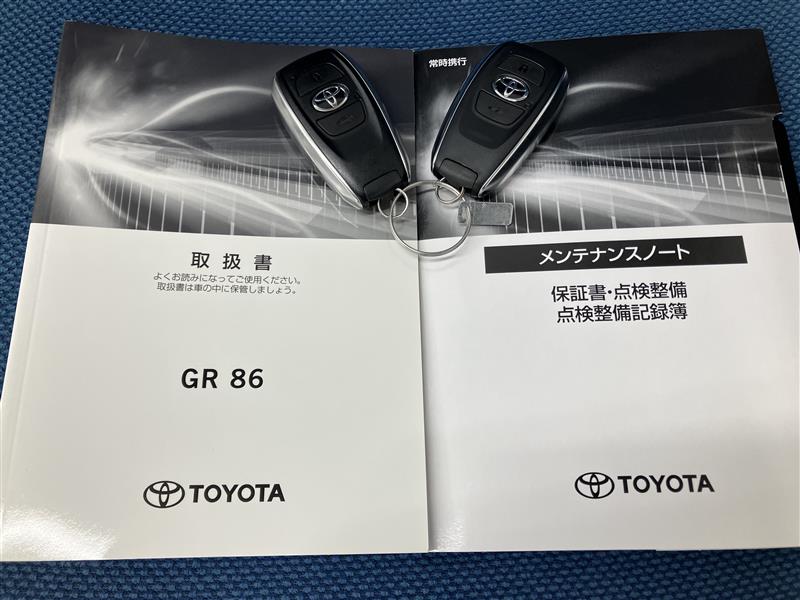 取扱書
よくお読みになってご使用ください。
取扱書は車の中に保管しましょう。
GR 86
TOYOTA
常時携行
メンテナンスノート
保証書・点検整備
点検整備記録簿
TOYOTA